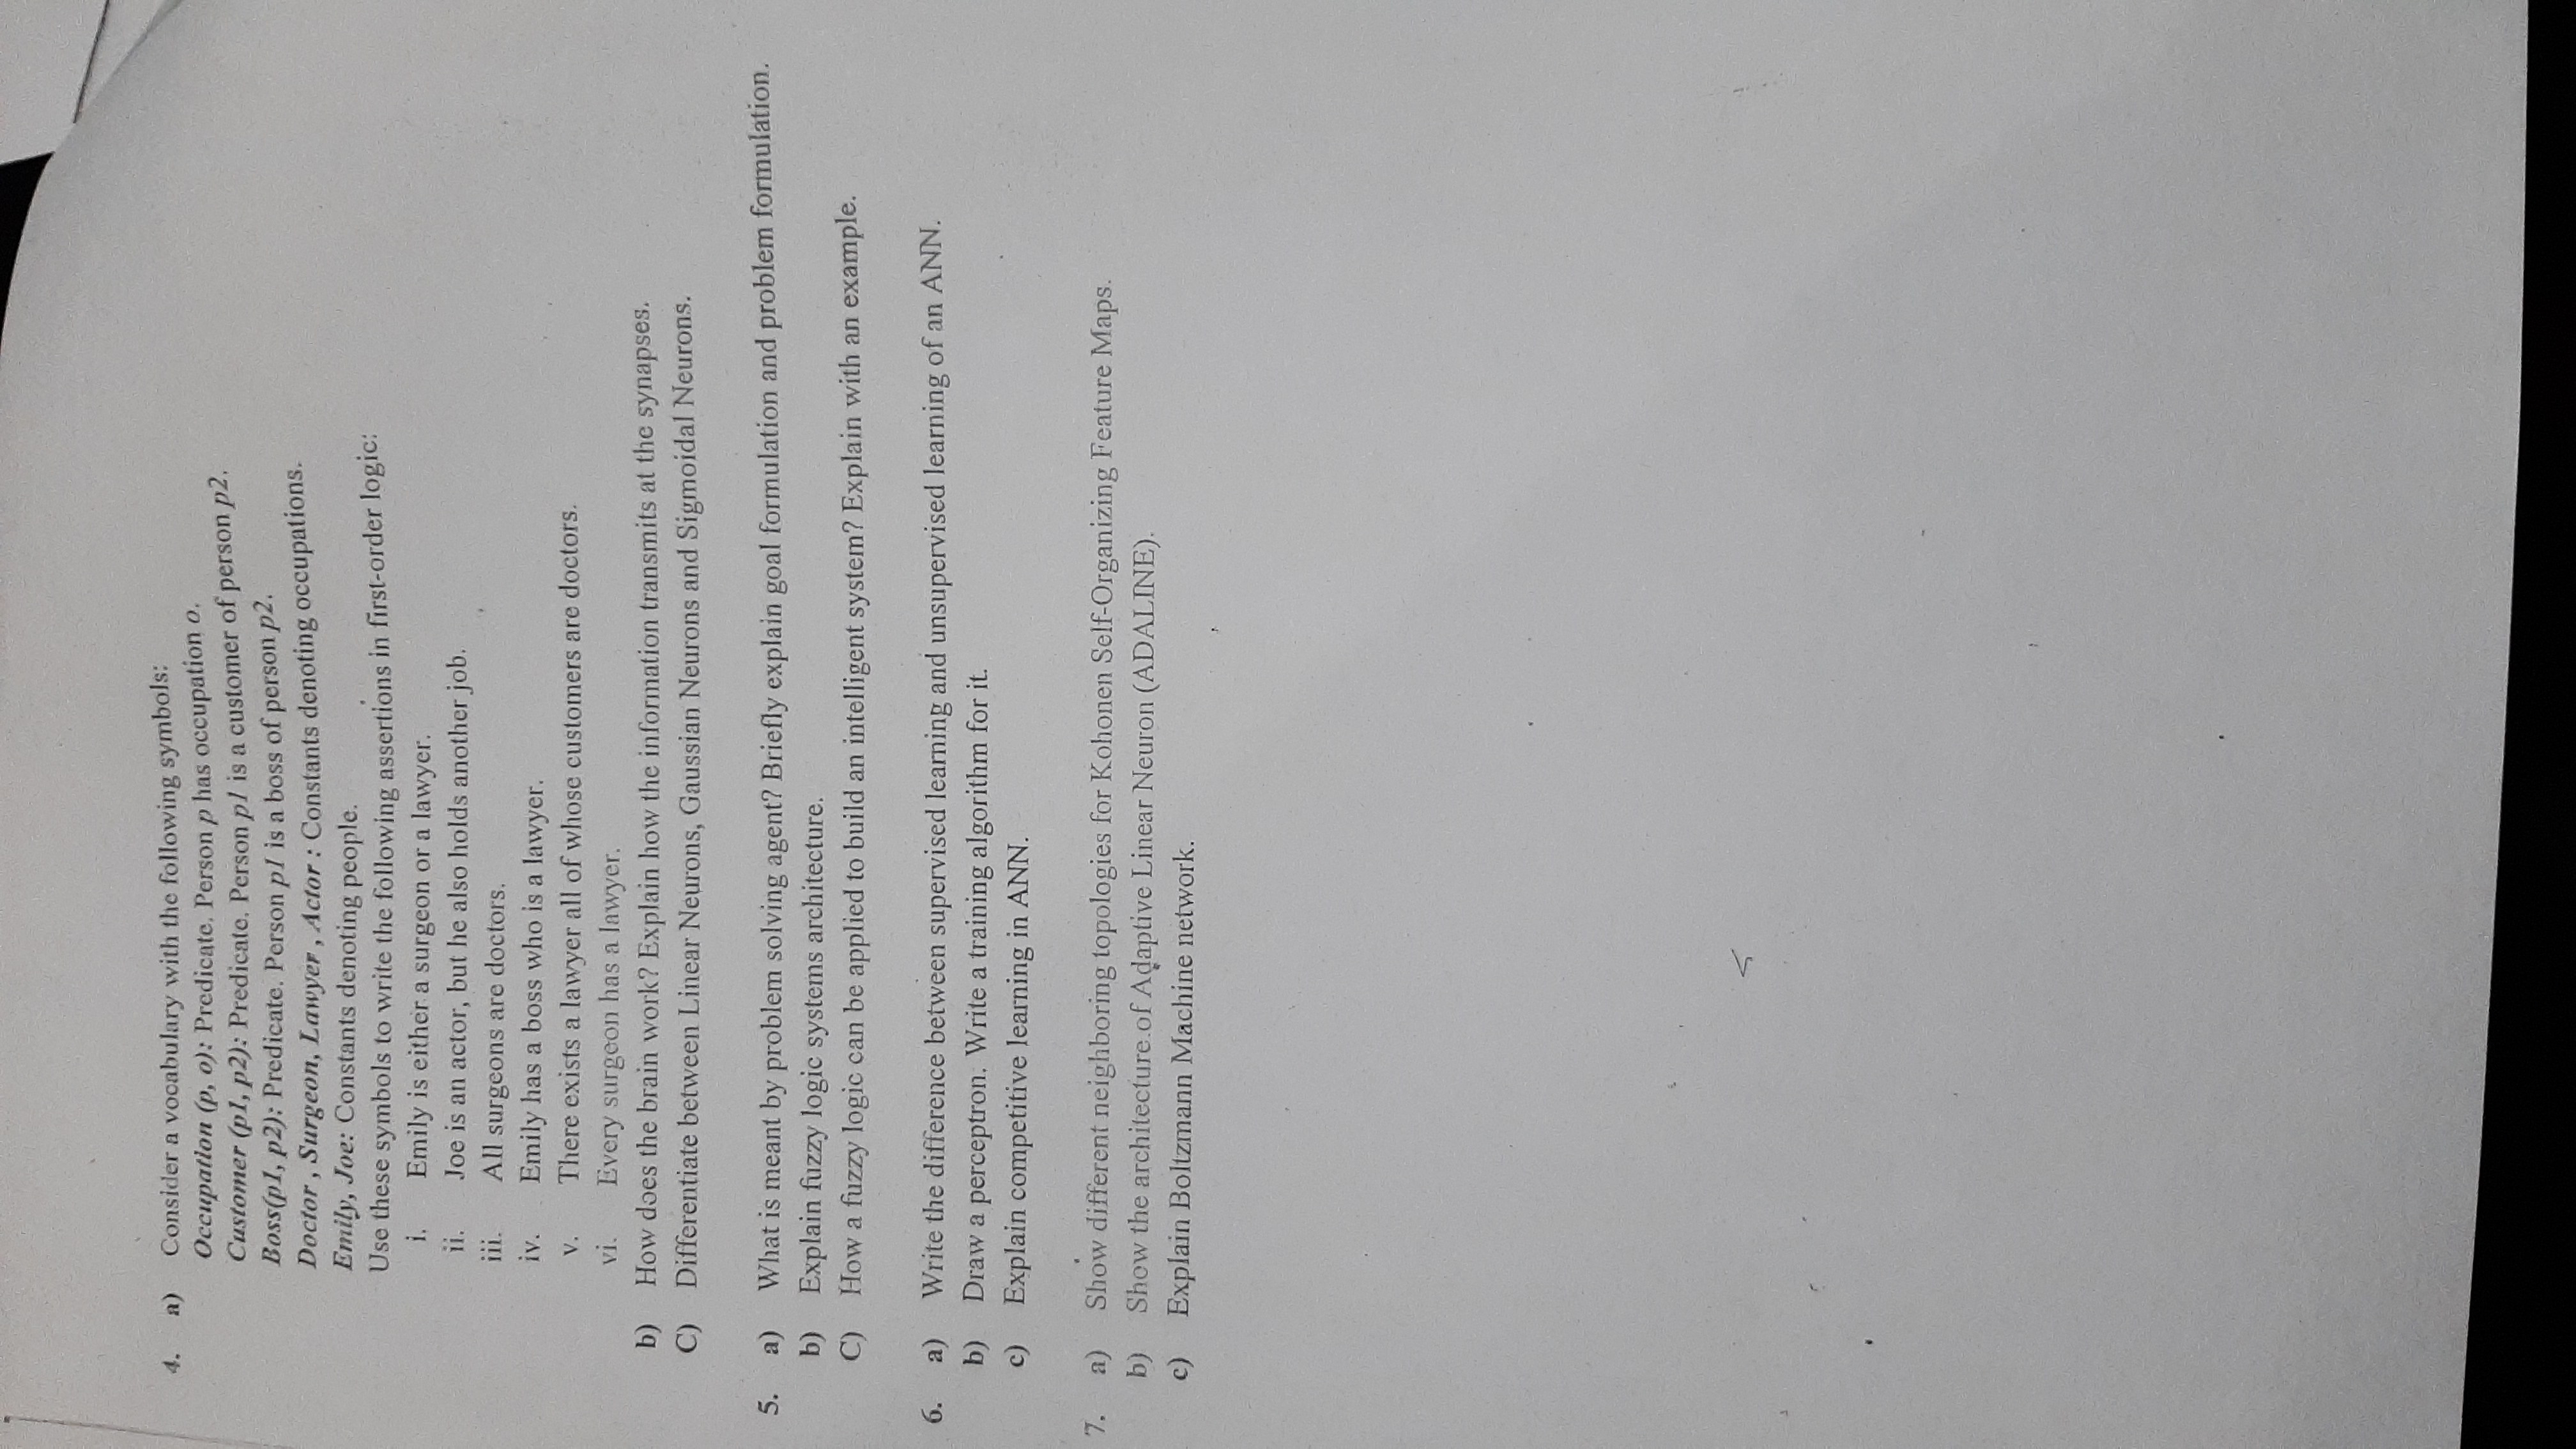 4. a) Consider a vocabulary with the following symbols:
Occupation (p, o): Predicate. Person p has occupation o.
Customer (p1, p2): Predicate. Person p1 is a customer of person p2.
Boss(p1, p2): Predicate. Person p1 is a boss of person p2.
Doctor , Surgeon, Lawyer , Actor : Constants denoting occupations.
Emily, Joe: Constants denoting people.
Use these symbols to write the following assertions in first-order logic:
i. Emily is either a surgeon or a lawyer.
ii. Joe is an actor, but he also holds another job.
iii. All surgeons are doctors.
iv. Emily has a boss who is a lawyer.
v. There exists a lawyer all of whose customers are doctors.
vi. Every surgeon has a lawyer.
b) How does the brain work? Explain how the information transmits at the synapses.
C) Differentiate between Linear Neurons, Gaussian Neurons and Sigmoidal Neurons.
5. a) What is meant by problem solving agent? Briefly explain goal formulation and problem formulation.
b) Explain fuzzy logic systems architecture.
C) How a fuzzy logic can be applied to build an intelligent system? Explain with an example.
6. a) Write the difference between supervised learning and unsupervised learning of an ANN.
b) Draw a perceptron. Write a training algorithm for it.
c) Explain competitive learning in ANN.
7. a) Show different neighboring topologies for Kohonen Self-Organizing Feature Maps.
b) Show the architecture of Adaptive Linear Neuron (ADALINE).
c) Explain Boltzmann Machine network.